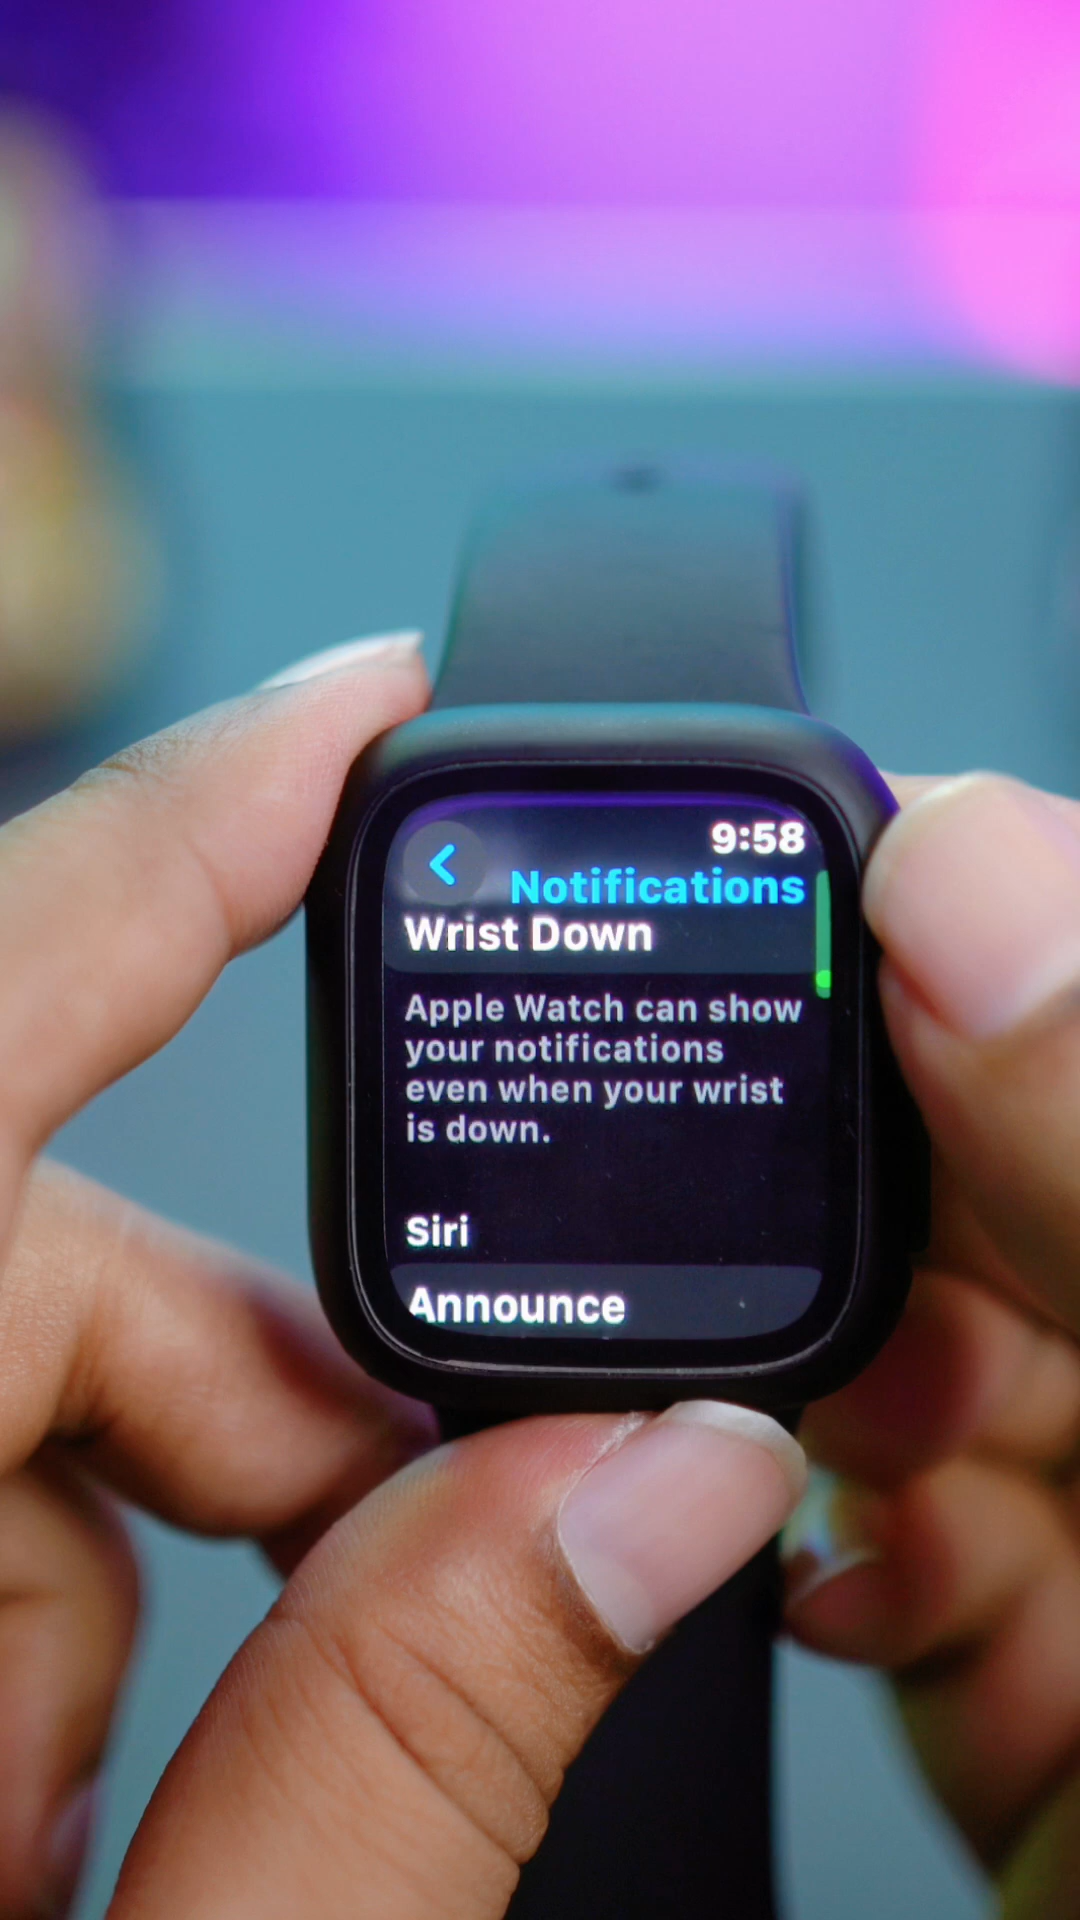 9:58
Notifications
Wrist Down
Apple Watch can show
your notifications
even when your wrist
is down.
Siri
Announce